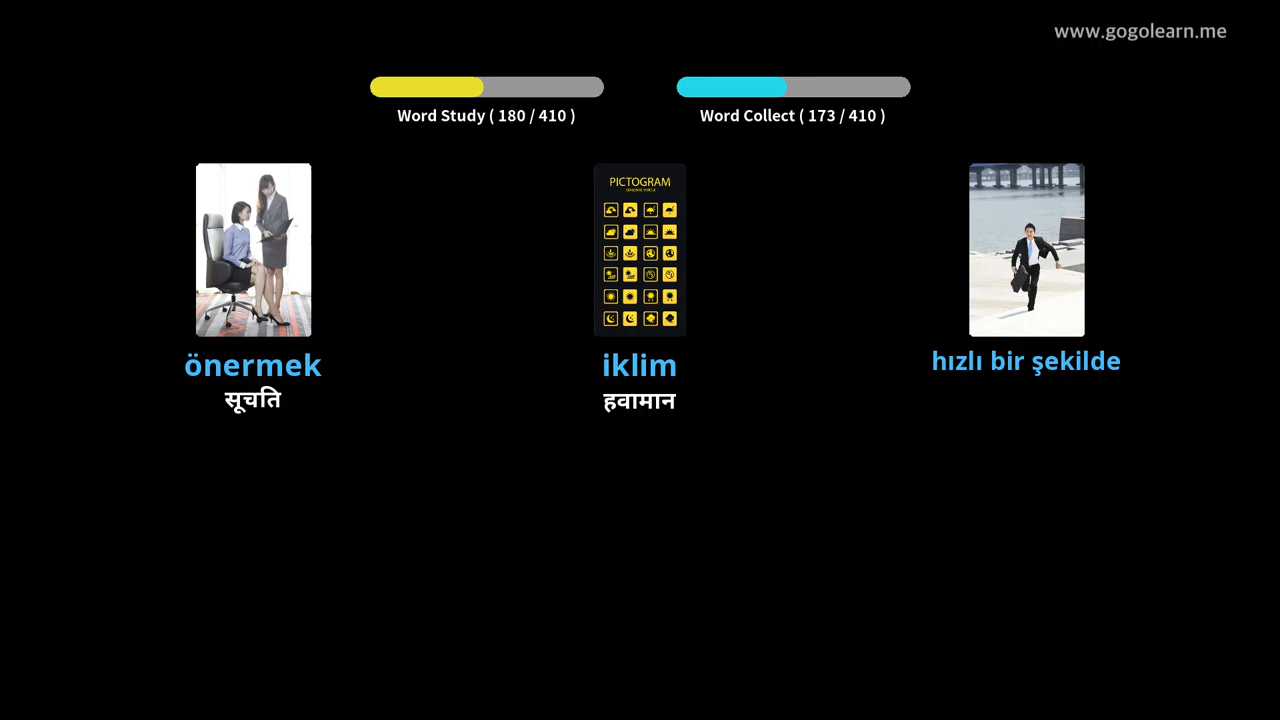 www.gogolearn.me
Word Study ( 180 / 410 )
Word Collect ( 173 / 410 )
PICTOGRAM
önermek
iklim
hızlı bir şekilde
सूचति
हवामान